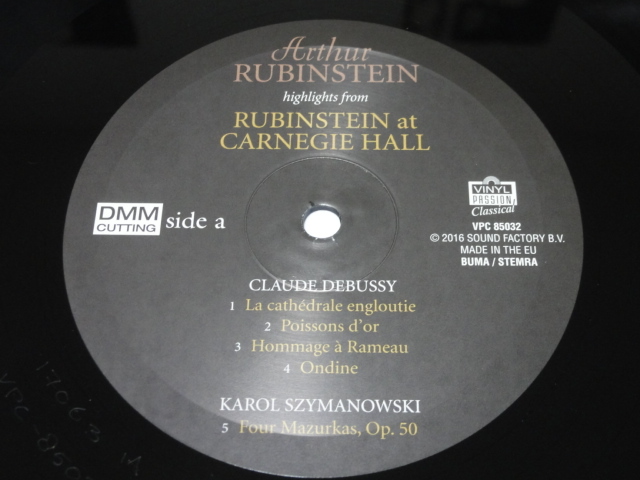 Arthur
RUBINSTEIN
highlights from
RUBINSTEIN at
CARNEGIE HALL
DMM
CUTTING
side a
VINYL
PASSION
Classical
VPC 85032
© 2016 SOUND FACTORY B.V.
MADE IN THE EU
BUMA / STEMRA
CLAUDE DEBUSSY
1 La cathédrale engloutie
2 Poissons d'or
3 Hommage à Rameau
4 Ondine
KAROL SZYMANOWSKI
5 Four Mazurkas, Op. 50